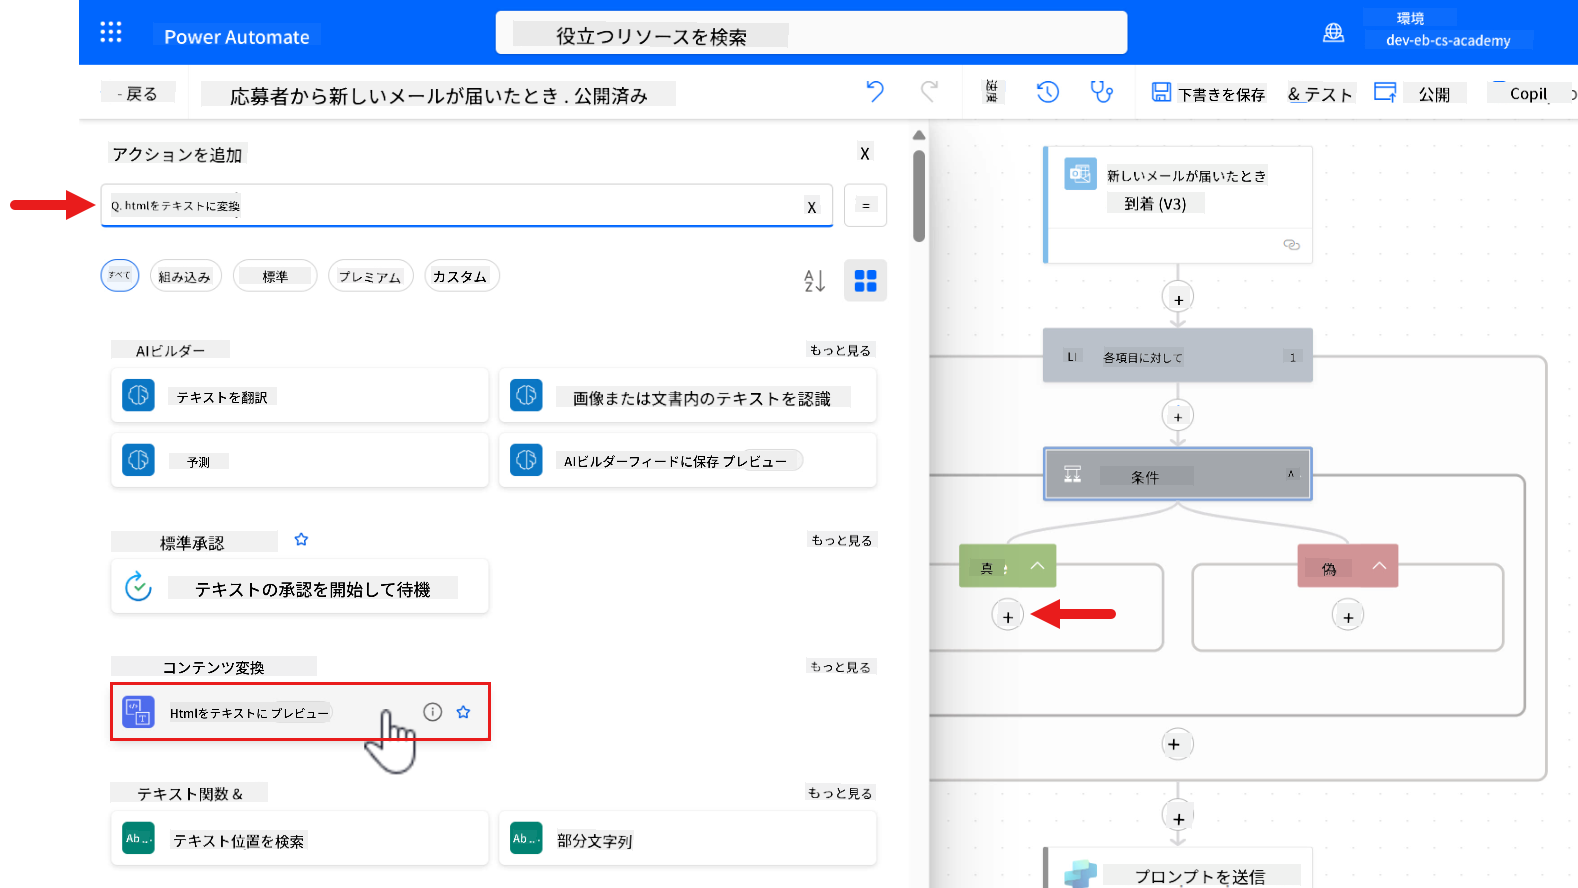 Power Automate
役立つリソースを検索
環境
dev-eb-cs-academy
- 戻る
応募者から新しいメールが届いたとき . 公開済み
下書きを保存
& テスト
公開
Copil
アクションを追加
X
Q. htmlをテキストに変換
X
=
すべて
組み込み
標準
プレミアム
カスタム
AIビルダー
もっと見る
テキストを翻訳
画像または文書内のテキストを認識
予測
AIビルダーフィードに保存 プレビュー
標準承認
もっと見る
テキストの承認を開始して待機
コンテンツ変換
もっと見る
Htmlをテキストに プレビュー
テキスト関数 &
もっと見る
Ab...
テキスト位置を検索
Ab...
部分文字列
新しいメールが届いたとき
到着 (V3)
各項目に対して
1
条件
真
偽
プロンプトを送信